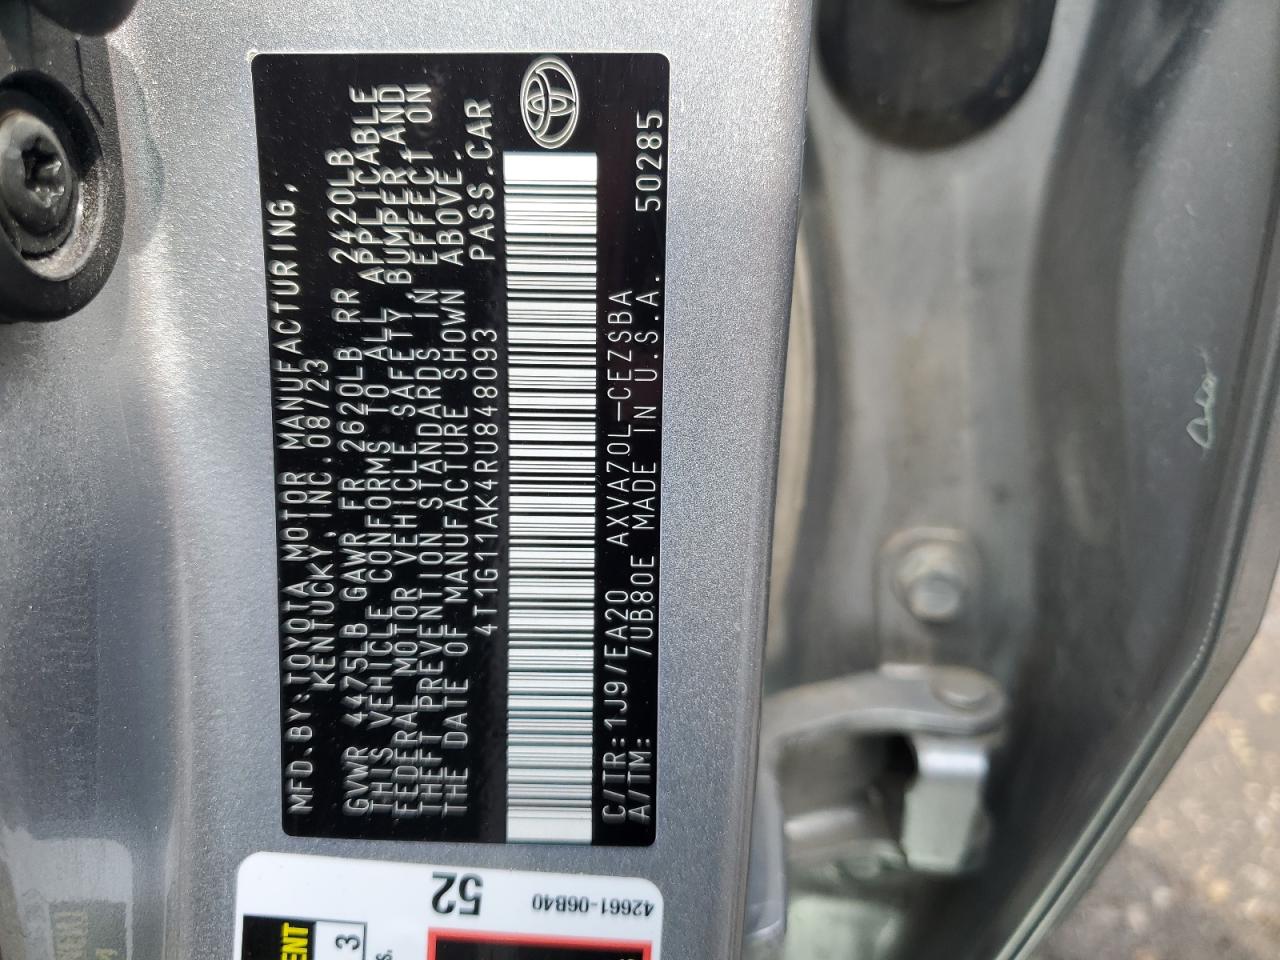 MFD.BY:TOYOTA MOTOR MANUFACTURING,
KENTUCKY,INC.08/23
GVWR 4475LB GAWR FR 2620LB RR 2420LB
THIS VEHICLE CONFORMS TO ALL APPLICABLE
FEDERAL MOTOR VEHICLE SAFETY BUMPER,AND
THEFT PREVENTION STANDARDS IN EFFECT ON
THE DATE OF MANUFACTURE SHOWN ABOVE.
4T1G11AK4RU848093 PASS.CAR
C/TR:1J9/EA20 AXVA70L-CEZSBA
A/TM: /UB80E MADE IN U.S.A. 50285
52
42661-06B40
3